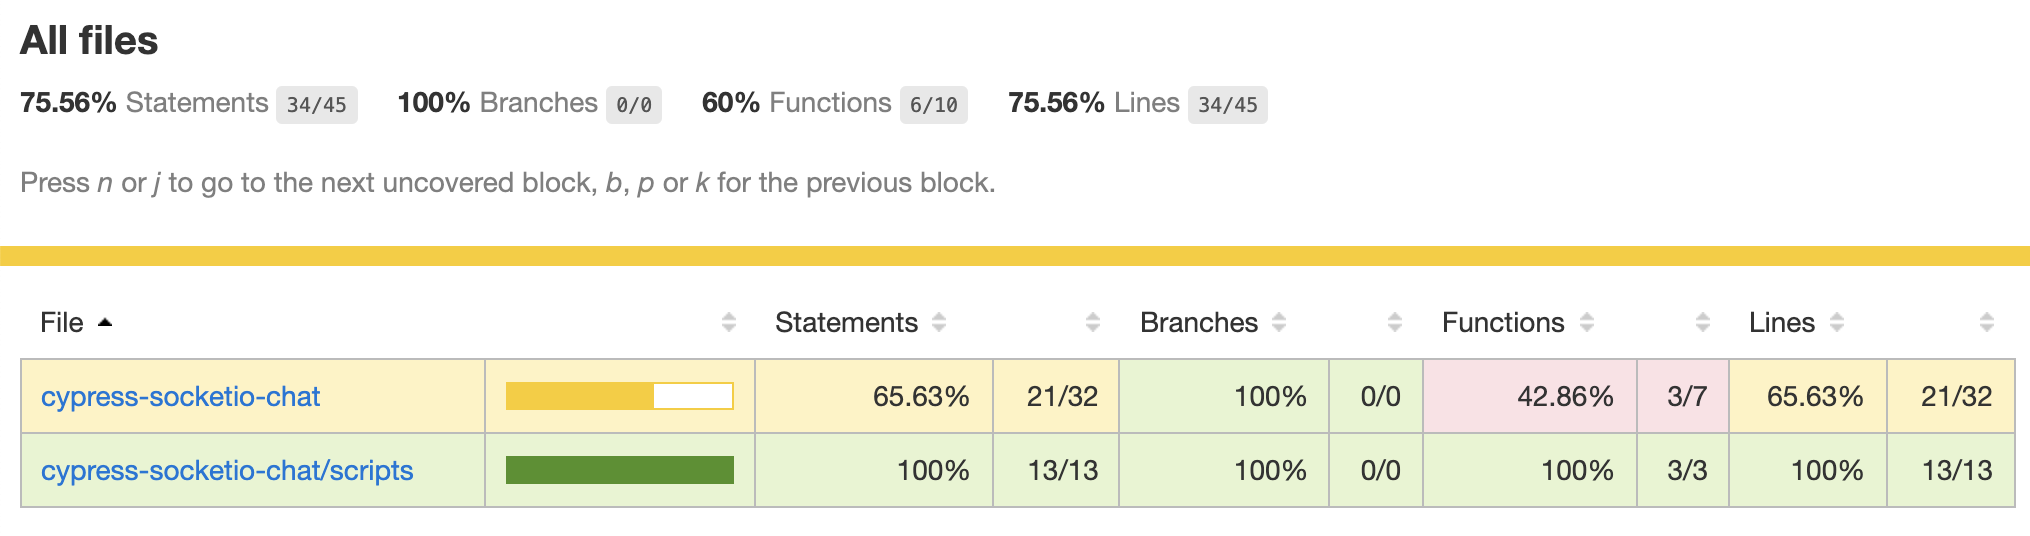 All files
75.56% Statements 34/45 100% Branches 0/0 60% Functions 6/10 75.56% Lines 34/45
Press n or j to go to the next uncovered block, b, p or k for the previous block.
File Statements Branches Functions Lines
cypress-socketio-chat 65.63% 21/32 100% 0/0 42.86% 3/7 65.63% 21/32
cypress-socketio-chat/scripts 100% 13/13 100% 0/0 100% 3/3 100% 13/13